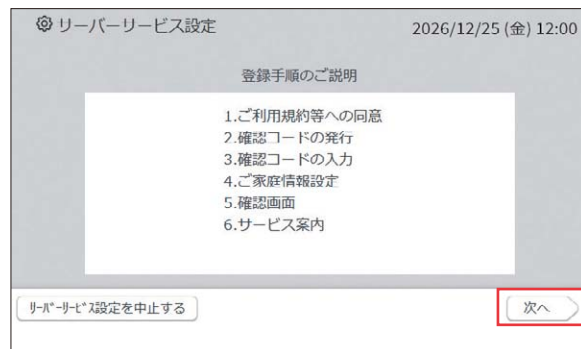 リーバーリービス設定
2026/12/25 (金) 12:00
登録手順のご説明
1.ご利用規約等への同意
2.確認コードの発行
3.確認コードの入力
4.ご家庭情報設定
5.確認画面
6.サービス案内
ﾘｰﾊﾞｰﾘｰﾋﾞｽ設定を中止する
次へ